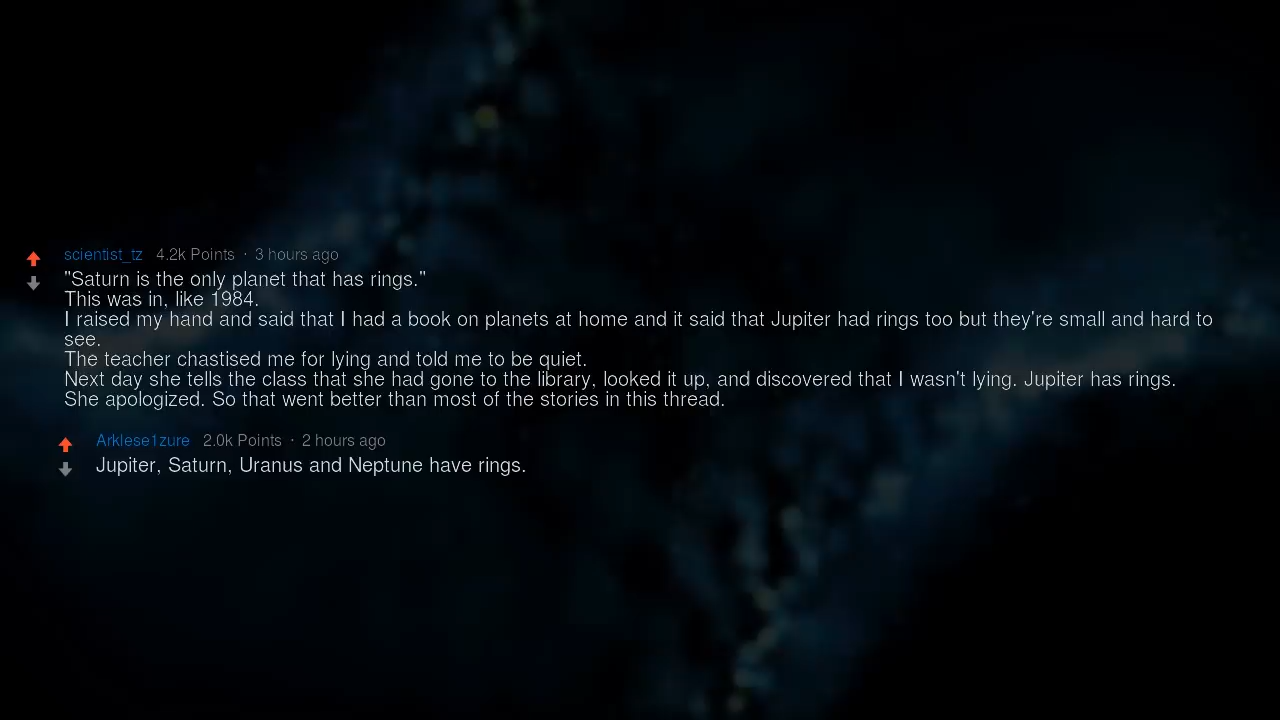 scientist_tz 4.2k Points · 3 hours ago
"Saturn is the only planet that has rings."
This was in, like 1984.
I raised my hand and said that I had a book on planets at home and it said that Jupiter had rings too but they're small and hard to
see.
The teacher chastised me for lying and told me to be quiet.
Next day she tells the class that she had gone to the library, looked it up, and discovered that I wasn't lying. Jupiter has rings.
She apologized. So that went better than most of the stories in this thread.
Arklese1zure 2.0k Points · 2 hours ago
Jupiter, Saturn, Uranus and Neptune have rings.